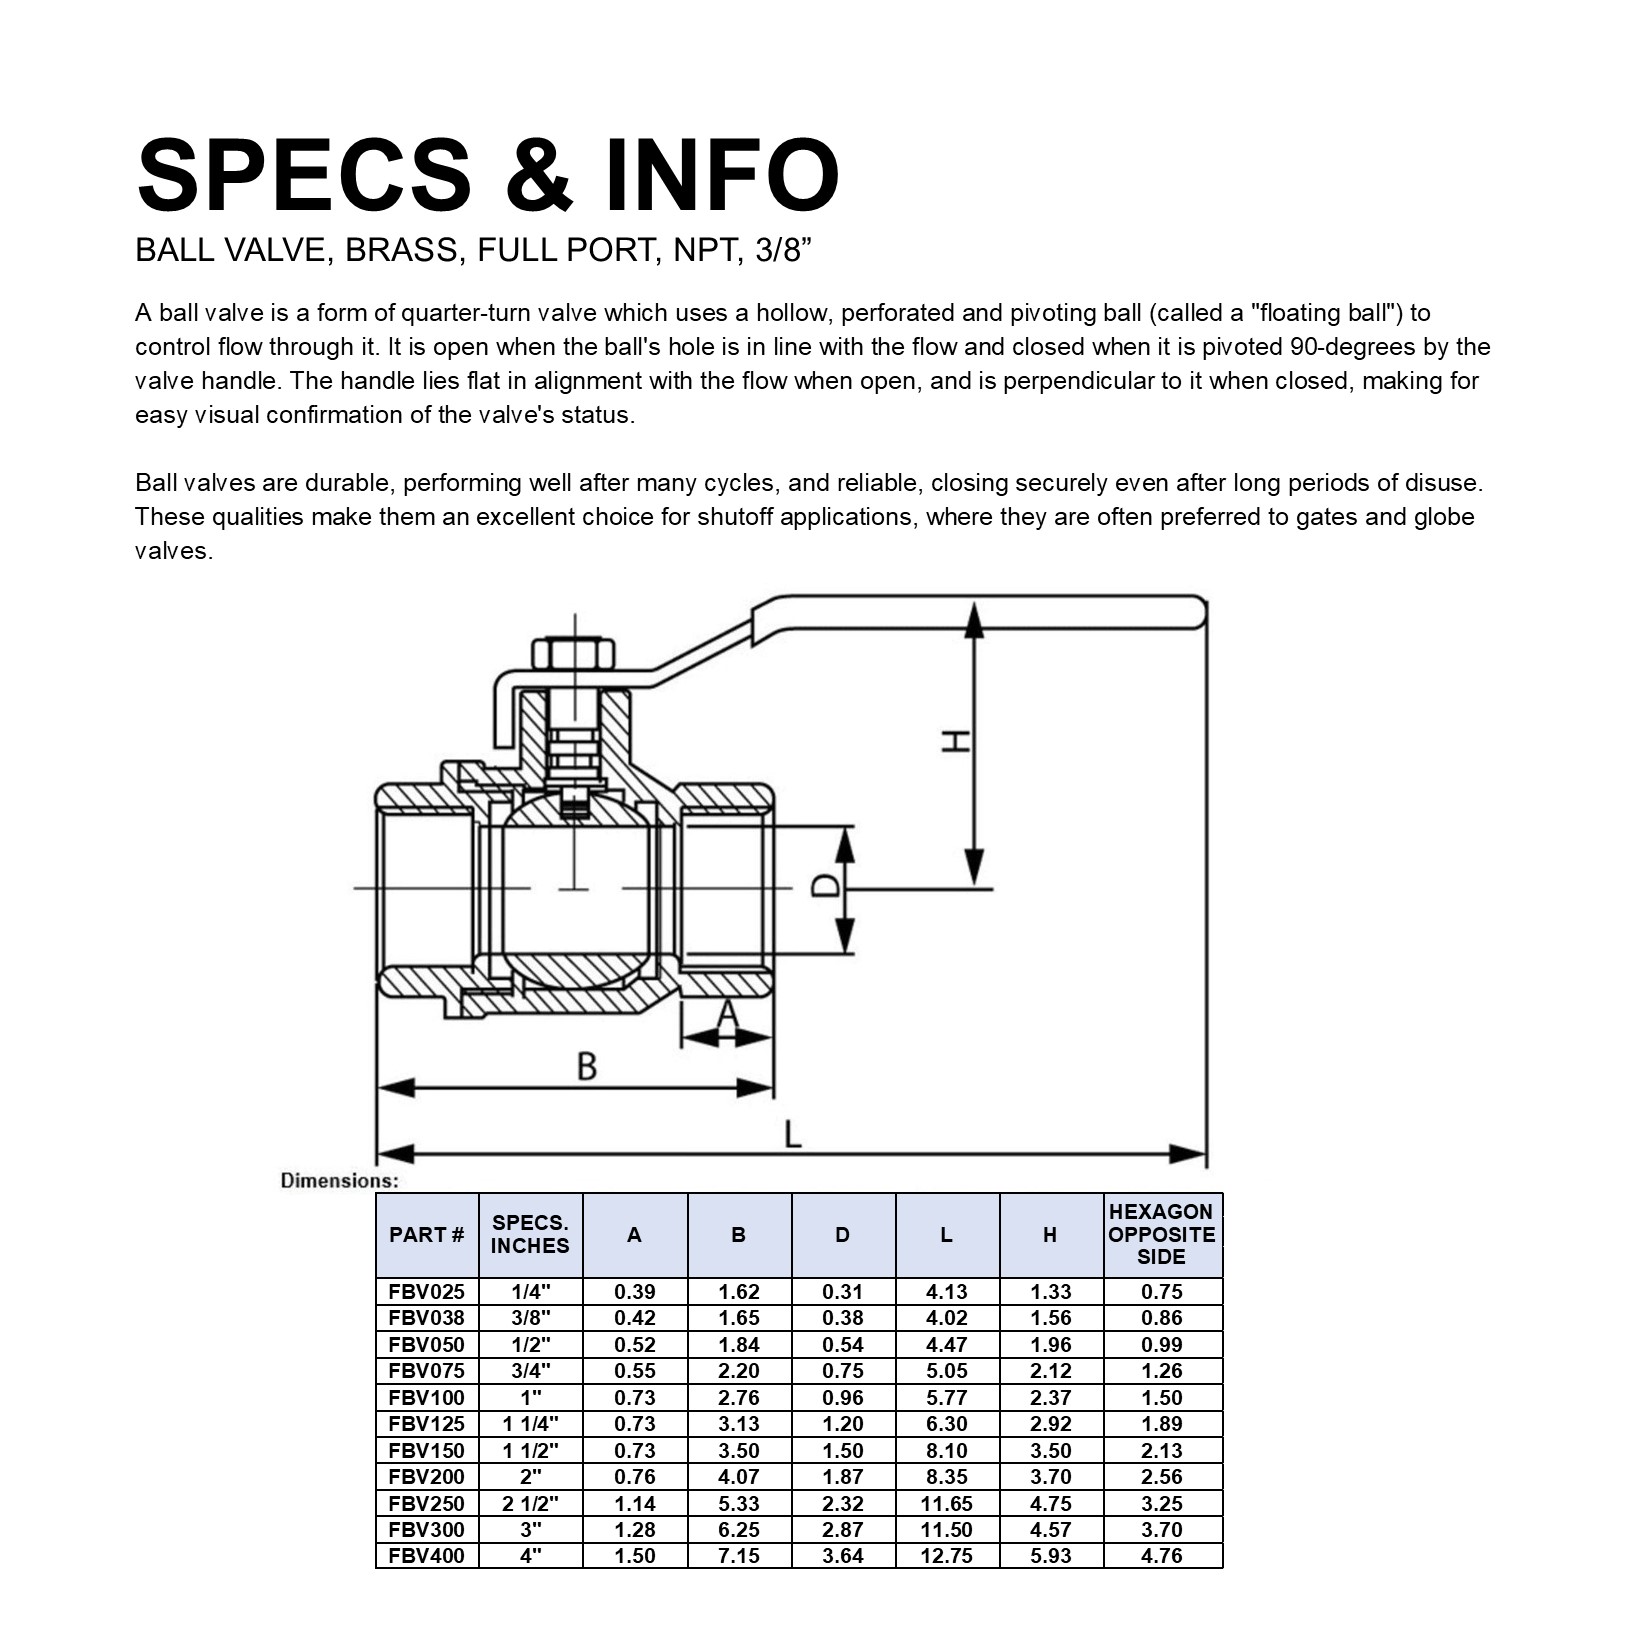 SPECS & INFO
BALL VALVE, BRASS, FULL PORT, NPT, 3/8”
A ball valve is a form of quarter-turn valve which uses a hollow, perforated and pivoting ball (called a "floating ball") to
control flow through it. It is open when the ball's hole is in line with the flow and closed when it is pivoted 90-degrees by the
valve handle. The handle lies flat in alignment with the flow when open, and is perpendicular to it when closed, making for
easy visual confirmation of the valve's status.
Ball valves are durable, performing well after many cycles, and reliable, closing securely even after long periods of disuse.
These qualities make them an excellent choice for shutoff applications, where they are often preferred to gates and globe
valves.
H
D
A
B
L
Dimensions:
PART # SPECS. INCHES A B D L H HEXAGON OPPOSITE SIDE
FBV025 1/4" 0.39 1.62 0.31 4.13 1.33 0.75
FBV038 3/8" 0.42 1.65 0.38 4.02 1.56 0.86
FBV050 1/2" 0.52 1.84 0.54 4.47 1.96 0.99
FBV075 3/4" 0.55 2.20 0.75 5.05 2.12 1.26
FBV100 1" 0.73 2.76 0.96 5.77 2.37 1.50
FBV125 1 1/4" 0.73 3.13 1.20 6.30 2.92 1.89
FBV150 1 1/2" 0.73 3.50 1.50 8.10 3.50 2.13
FBV200 2" 0.76 4.07 1.87 8.35 3.70 2.56
FBV250 2 1/2" 1.14 5.33 2.32 11.65 4.75 3.25
FBV300 3" 1.28 6.25 2.87 11.50 4.57 3.70
FBV400 4" 1.50 7.15 3.64 12.75 5.93 4.76